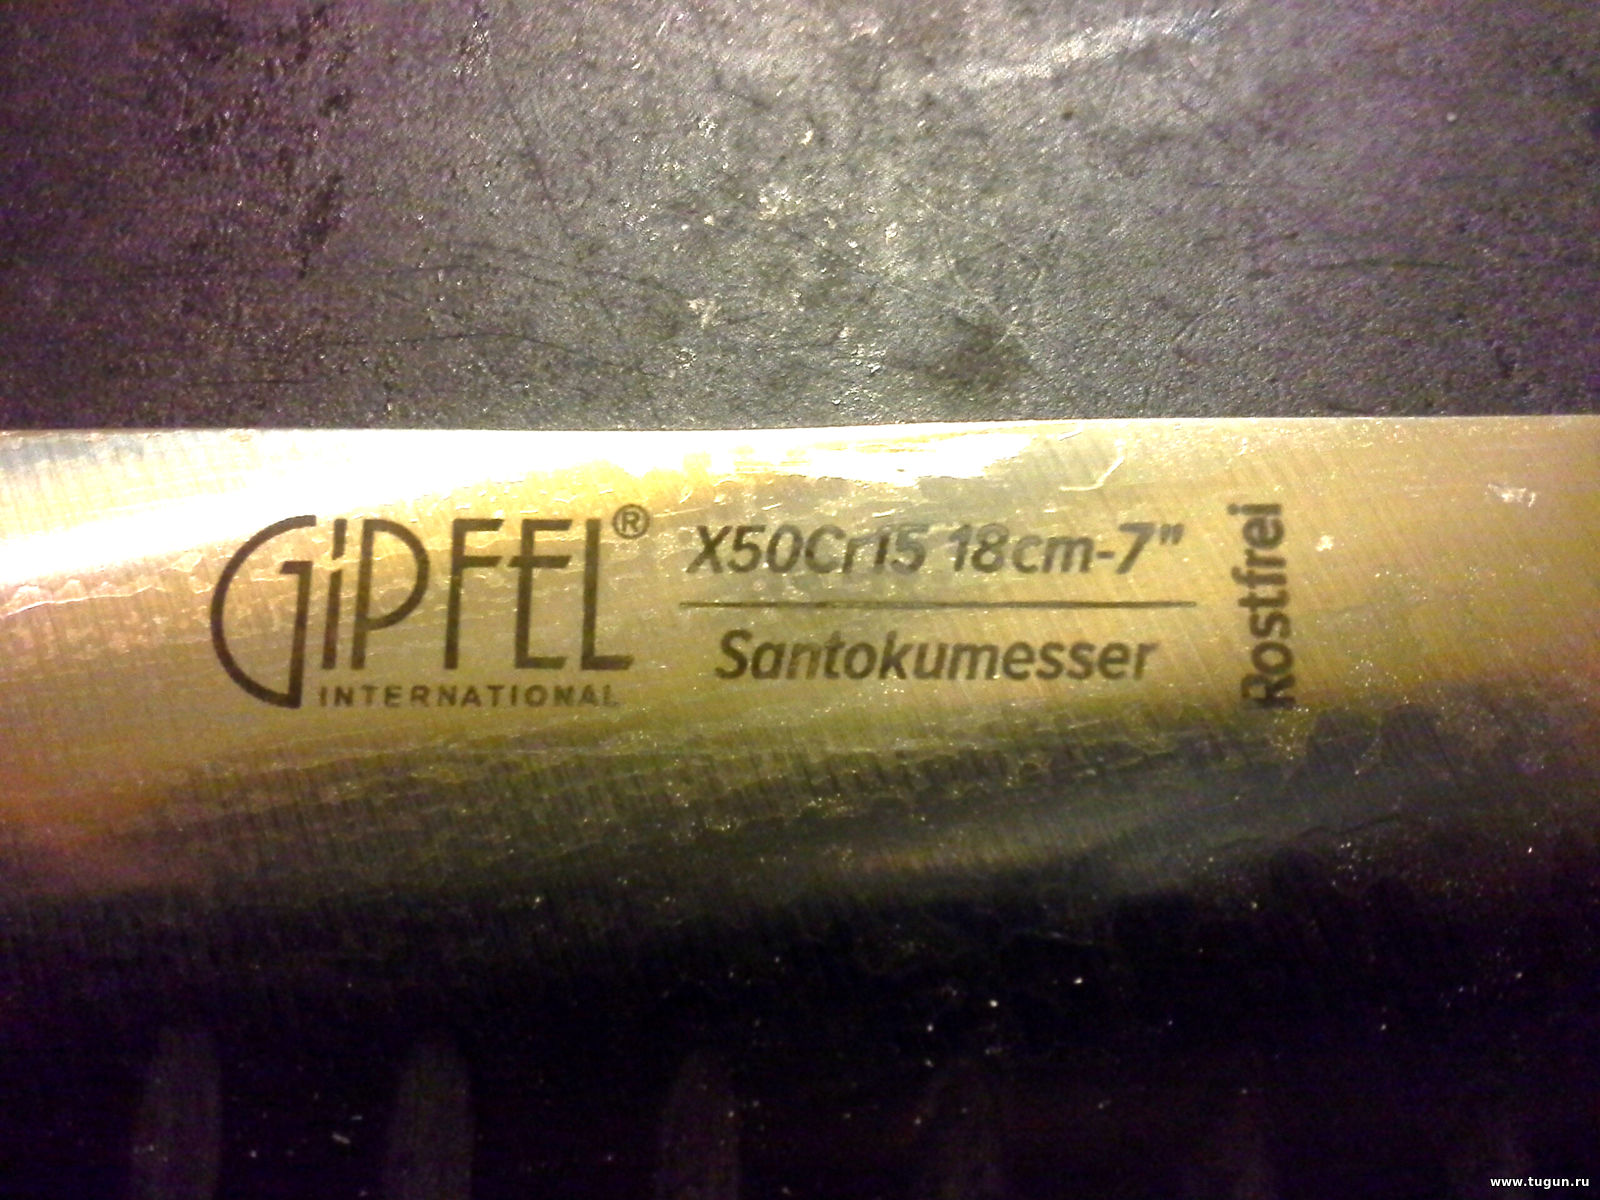 GiPFEL®
INTERNATIONAL
X50Cr15 18cm-7"
Santokumesser
Rostfrei
www.tugun.ru